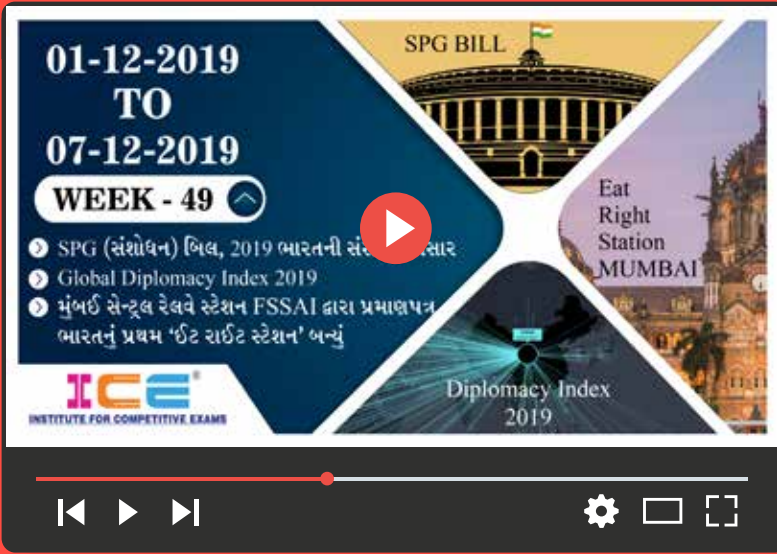 01-12-2019
TO
07-12-2019
WEEK - 49
SPG (સંશોધન) બિલ, 2019 ભારતની સાર
Global Diplomacy Index 2019
મુંબઈ સેન્ટ્રલ રેલવે સ્ટેશન FSSAI દ્વારા પ્રમાણપત્ર
ભારતનું પ્રથમ ‘ઈટ રાઈટ સ્ટેશન’ બન્યું
ICE
INSTITUTE FOR COMPETITIVE EXAMS
SPG BILL
Eat
Right
Station
MUMBAI
Diplomacy Index
2019